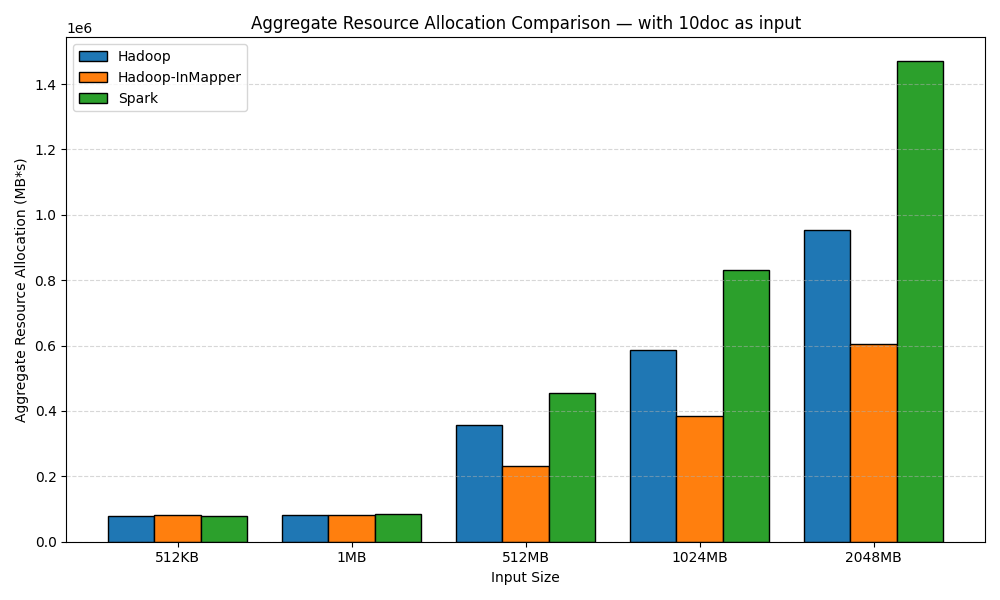 Aggregate Resource Allocation Comparison — with 10doc as input
1e6
Hadoop
Hadoop-InMapper
Spark
Aggregate Resource Allocation (MB*s)
1.4
1.2
1.0
0.8
0.6
0.4
0.2
0.0
512KB 1MB 512MB 1024MB 2048MB
Input Size